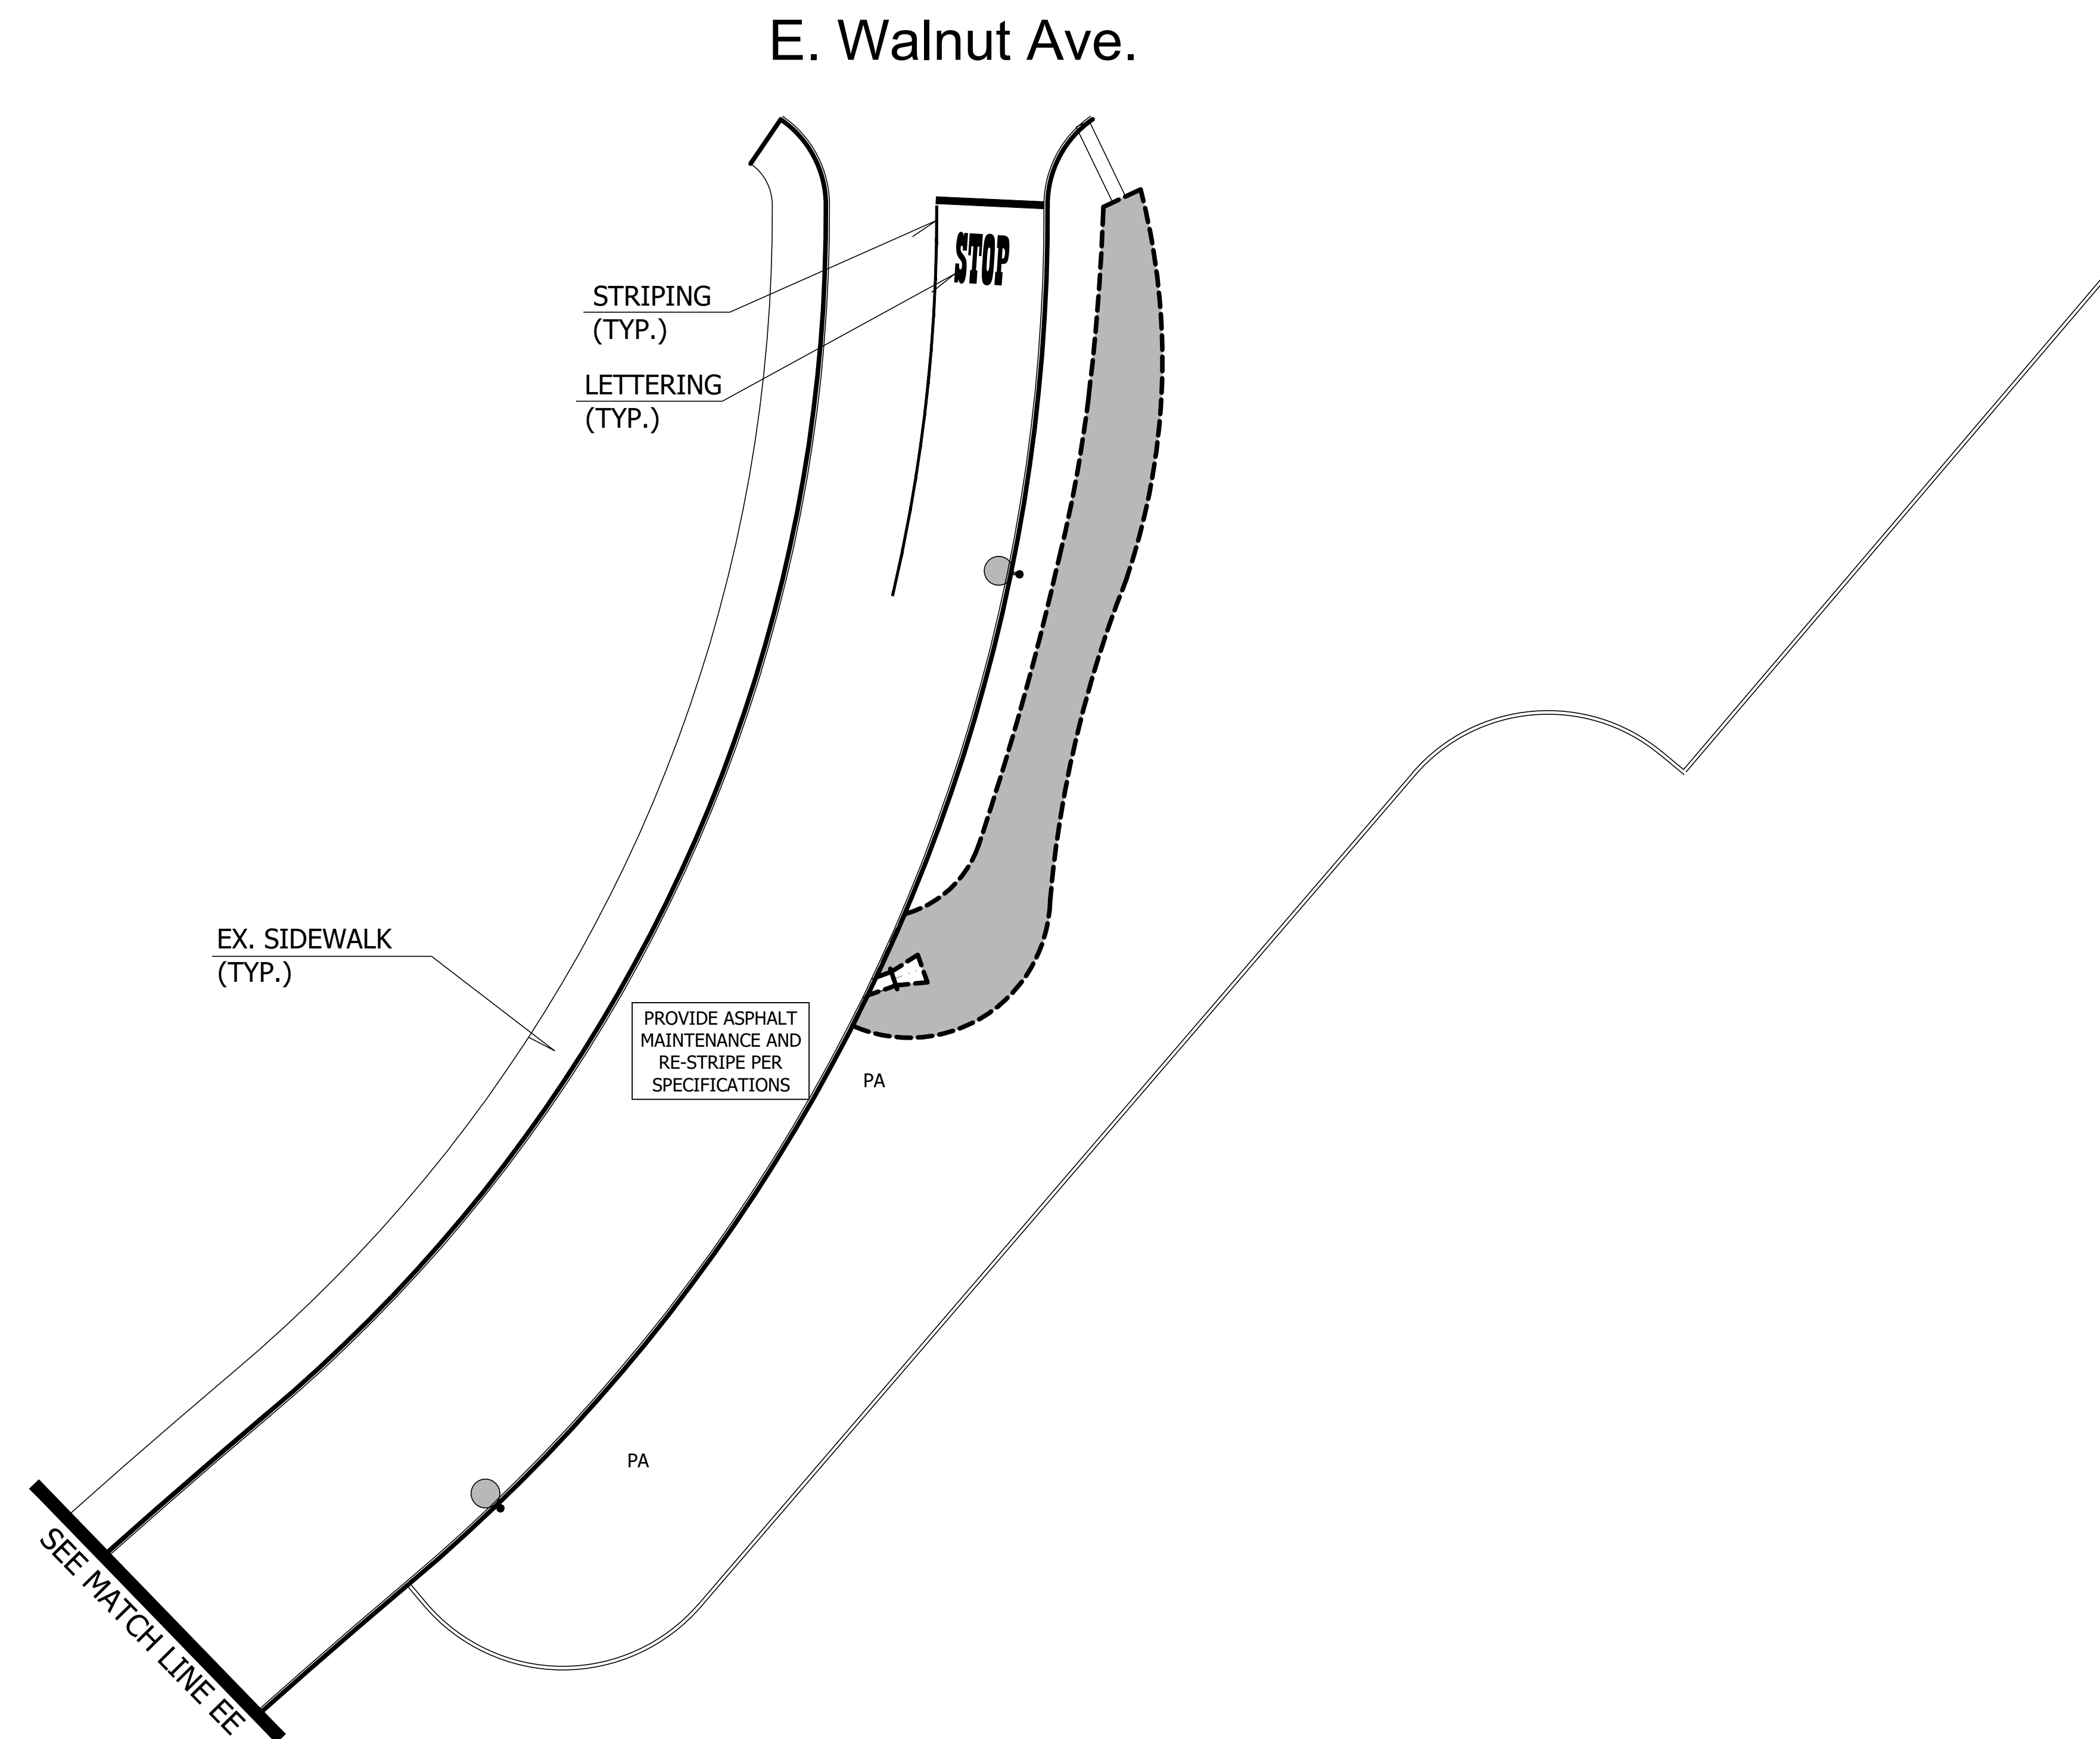 E. Walnut Ave.
STOP
STRIPING
(TYP.)
LETTERING
(TYP.)
EX. SIDEWALK
(TYP.)
PROVIDE ASPHALT
MAINTENANCE AND
RE-STRIPE PER
SPECIFICATIONS
PA
PA
SEE MATCH LINE EE